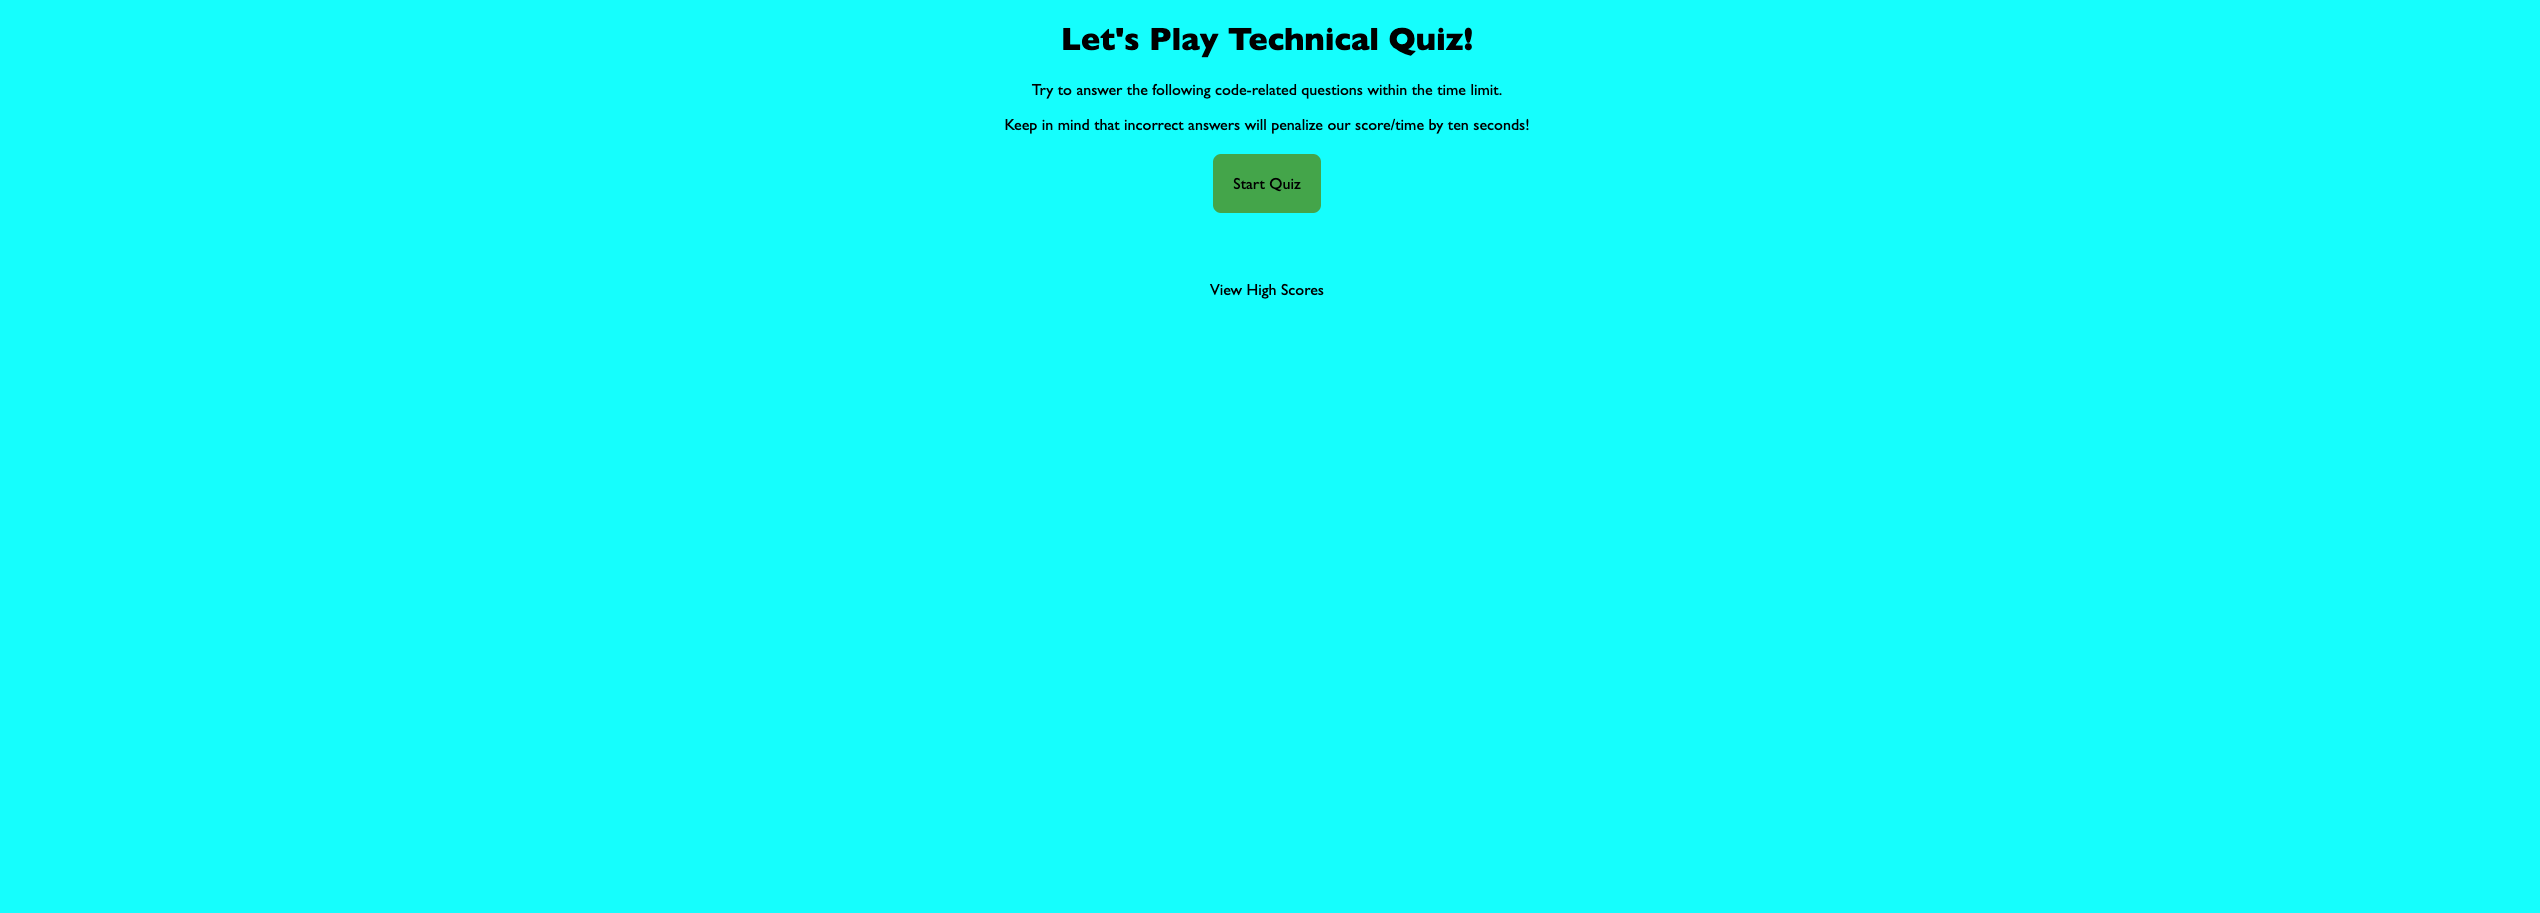 Let's Play Technical Quiz!
Try to answer the following code-related questions within the time limit.
Keep in mind that incorrect answers will penalize our score/time by ten seconds!
Start Quiz
View High Scores